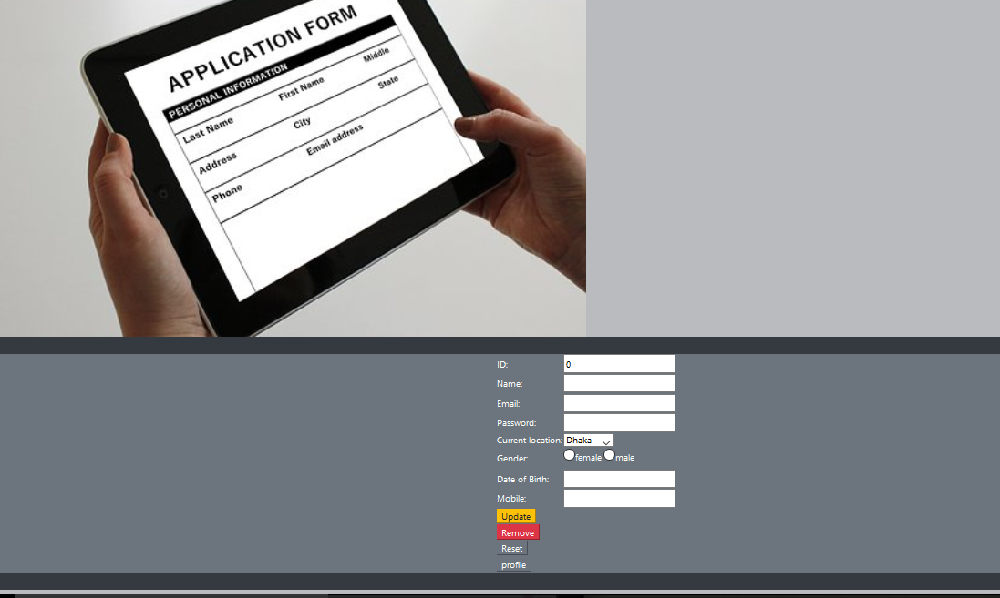 APPLICATION FORM
PERSONAL INFORMATION
Last Name First Name Middle
Address City State
Phone Email address
ID: 0
Name:
Email:
Password:
Current location: Dhaka
Gender: female male
Date of Birth:
Mobile:
Update
Remove
Reset
profile